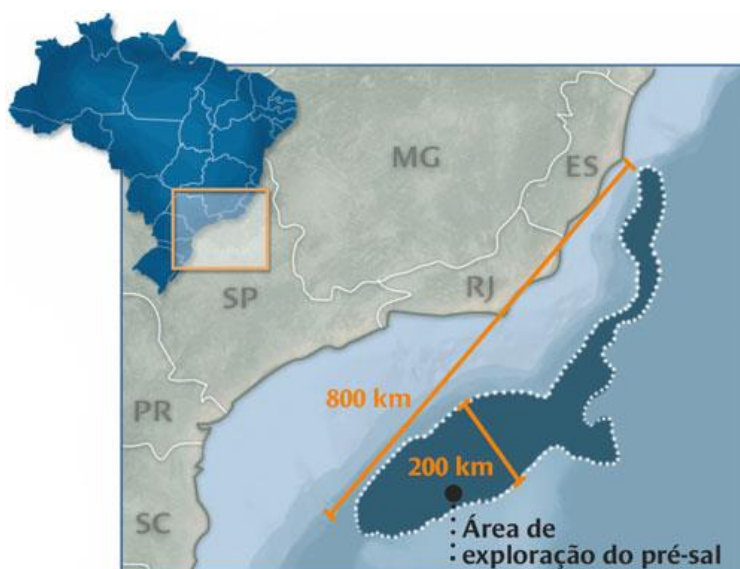 MG
ES
RJ
SP
800 km
PR
200 km
SC
Área de
exploração do pré-sal